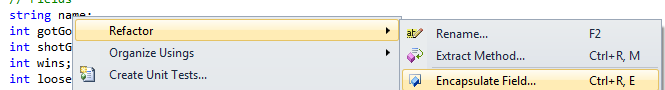 // Fields
string name;
int gotGo
int shotG
int wins;
int loose
Refactor
Organize Usings
Create Unit Tests...
Rename... F2
Extract Method... Ctrl+R, M
Encapsulate Field... Ctrl+R, E